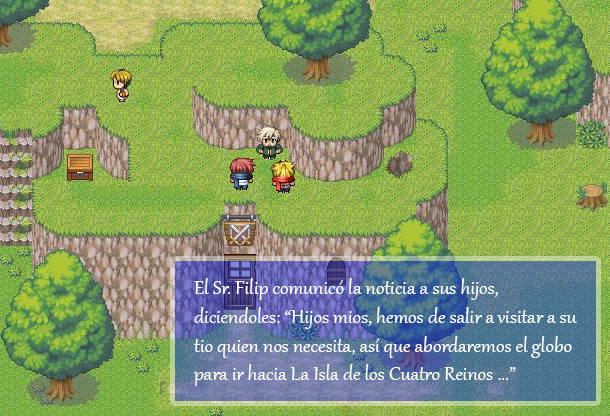 El Sr. Filip comunicó la noticia a sus hijos,
diciendoles: “Hijos mios, hemos de salir a visitar a su
tio quien nos necesita, así que abordaremos el globo
para ir hacia La Isla de los Cuatro Reinos ...”